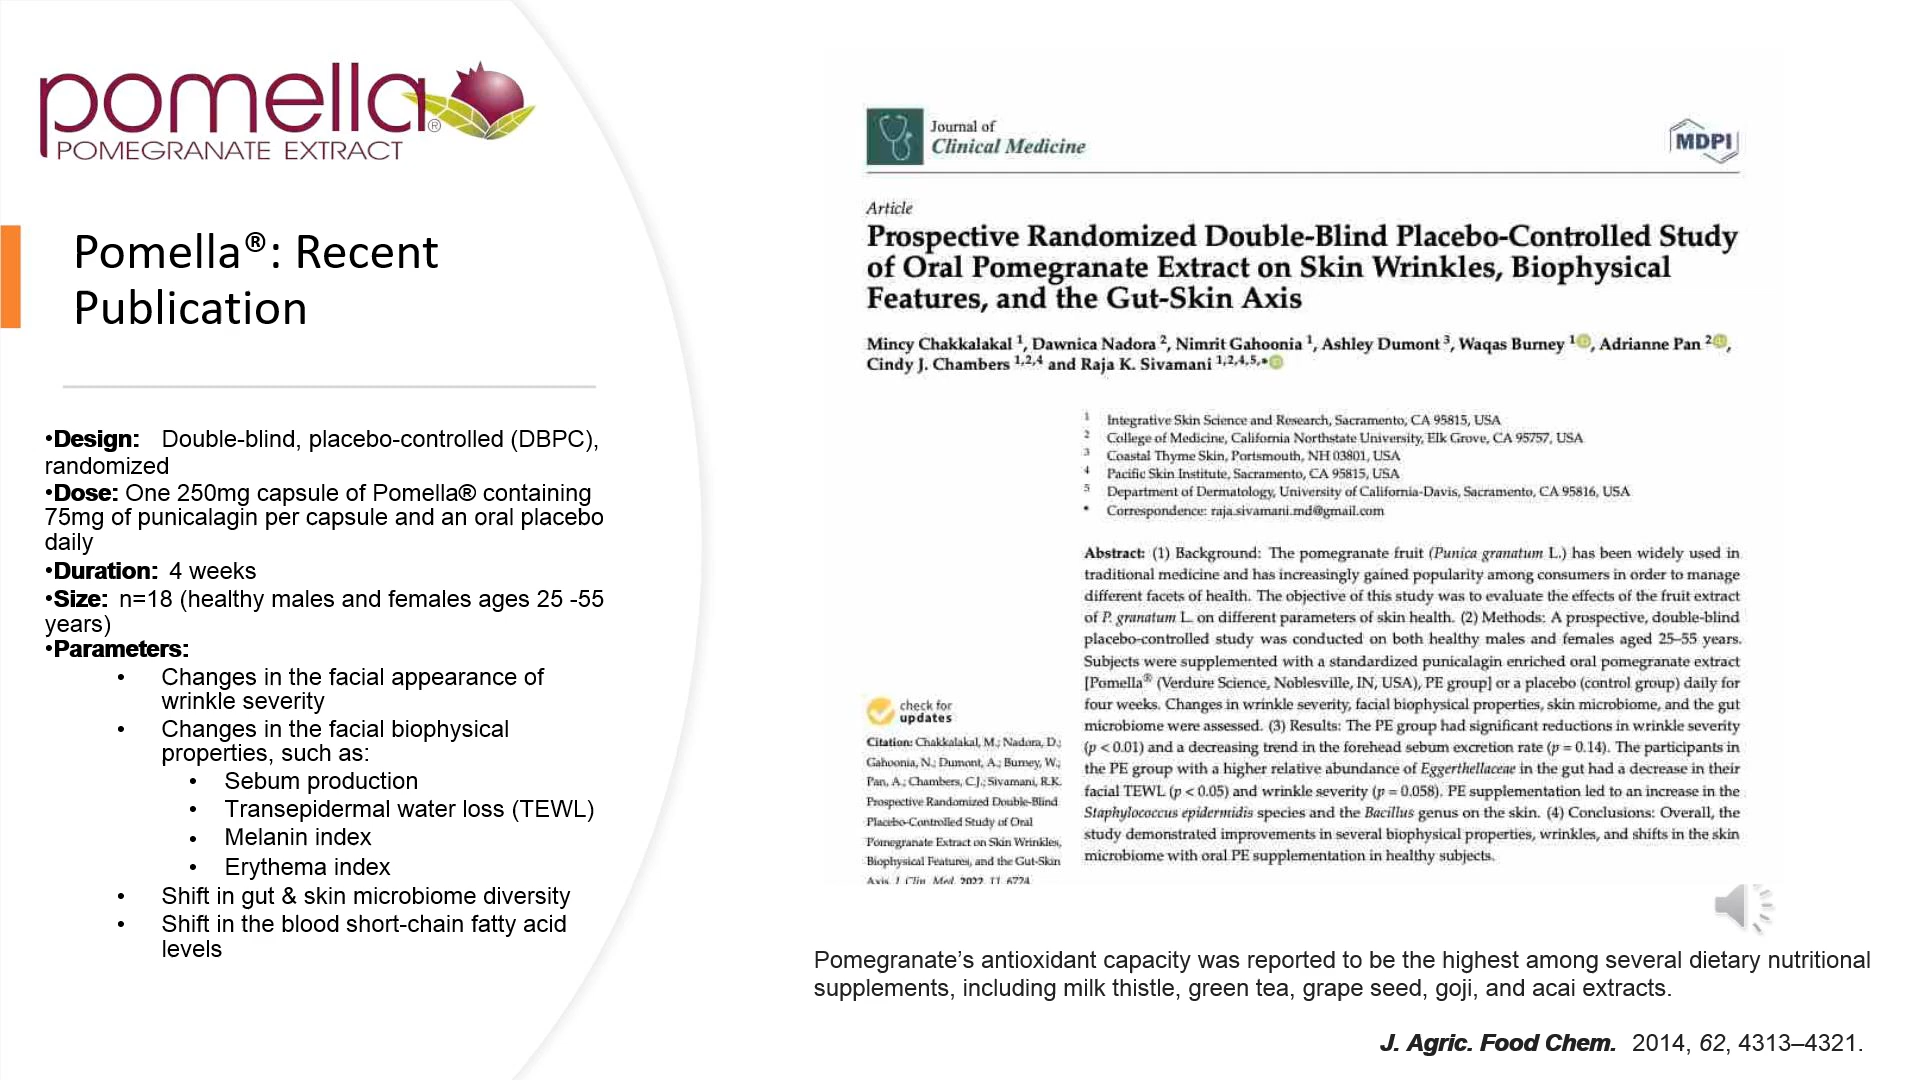 pomella®
POMEGRANATE EXTRACT
Pomella®: Recent
Publication
•Design: Double-blind, placebo-controlled (DBPC),
randomized
•Dose: One 250mg capsule of Pomella® containing
75mg of punicalagin per capsule and an oral placebo
daily
•Duration: 4 weeks
•Size: n=18 (healthy males and females ages 25 -55
years)
•Parameters:
• Changes in the facial appearance of
wrinkle severity
• Changes in the facial biophysical
properties, such as:
• Sebum production
• Transepidermal water loss (TEWL)
• Melanin index
• Erythema index
• Shift in gut & skin microbiome diversity
• Shift in the blood short-chain fatty acid
levels
Journal of
Clinical Medicine
MDPI
Article
Prospective Randomized Double-Blind Placebo-Controlled Study
of Oral Pomegranate Extract on Skin Wrinkles, Biophysical
Features, and the Gut-Skin Axis
Mincy Chakkalakal 1, Dawnica Nadora 2, Nimrit Gahoonia 1, Ashley Dumont 3, Waqas Burney 1, Adrianne Pan 2,
Cindy J. Chambers 1,2,4 and Raja K. Sivamani 1,2,4,5,*
1 Integrative Skin Science and Research, Sacramento, CA 95815, USA
2 College of Medicine, California Northstate University, Elk Grove, CA 95757, USA
3 Coastal Thyme Skin, Portsmouth, NH 03801, USA
4 Pacific Skin Institute, Sacramento, CA 95815, USA
5 Department of Dermatology, University of California-Davis, Sacramento, CA 95816, USA
* Correspondence: raja.sivamani.md@gmail.com
Abstract: (1) Background: The pomegranate fruit (Punica granatum L.) has been widely used in
traditional medicine and has increasingly gained popularity among consumers in order to manage
different facets of health. The objective of this study was to evaluate the effects of the fruit extract
of P. granatum L. on different parameters of skin health. (2) Methods: A prospective, double-blind
placebo-controlled study was conducted on both healthy males and females aged 25–55 years.
Subjects were supplemented with a standardized punicalagin enriched oral pomegranate extract
[Pomella® (Verdure Science, Noblesville, IN, USA), PE group] or a placebo (control group) daily for
four weeks. Changes in wrinkle severity, facial biophysical properties, skin microbiome, and the gut
microbiome were assessed. (3) Results: The PE group had significant reductions in wrinkle severity
(p < 0.01) and a decreasing trend in the forehead sebum excretion rate (p = 0.14). The participants in
the PE group with a higher relative abundance of Eggerthellaceae in the gut had a decrease in their
facial TEWL (p < 0.05) and wrinkle severity (p = 0.058). PE supplementation led to an increase in the
Staphylococcus epidermidis species and the Bacillus genus on the skin. (4) Conclusions: Overall, the
study demonstrated improvements in several biophysical properties, wrinkles, and shifts in the skin
microbiome with oral PE supplementation in healthy subjects.
check for
updates
Citation: Chakkalakal, M.; Nadora, D.;
Gahoonia, N.; Dumont, A.; Burney, W.;
Pan, A.; Chambers, C.J.; Sivamani, R.K.
Prospective Randomized Double-Blind
Placebo-Controlled Study of Oral
Pomegranate Extract on Skin Wrinkles,
Biophysical Features, and the Gut-Skin
Axis. J. Clin. Med. 2022, 11, 6774
Pomegranate’s antioxidant capacity was reported to be the highest among several dietary nutritional
supplements, including milk thistle, green tea, grape seed, goji, and acai extracts.
J. Agric. Food Chem. 2014, 62, 4313–4321.